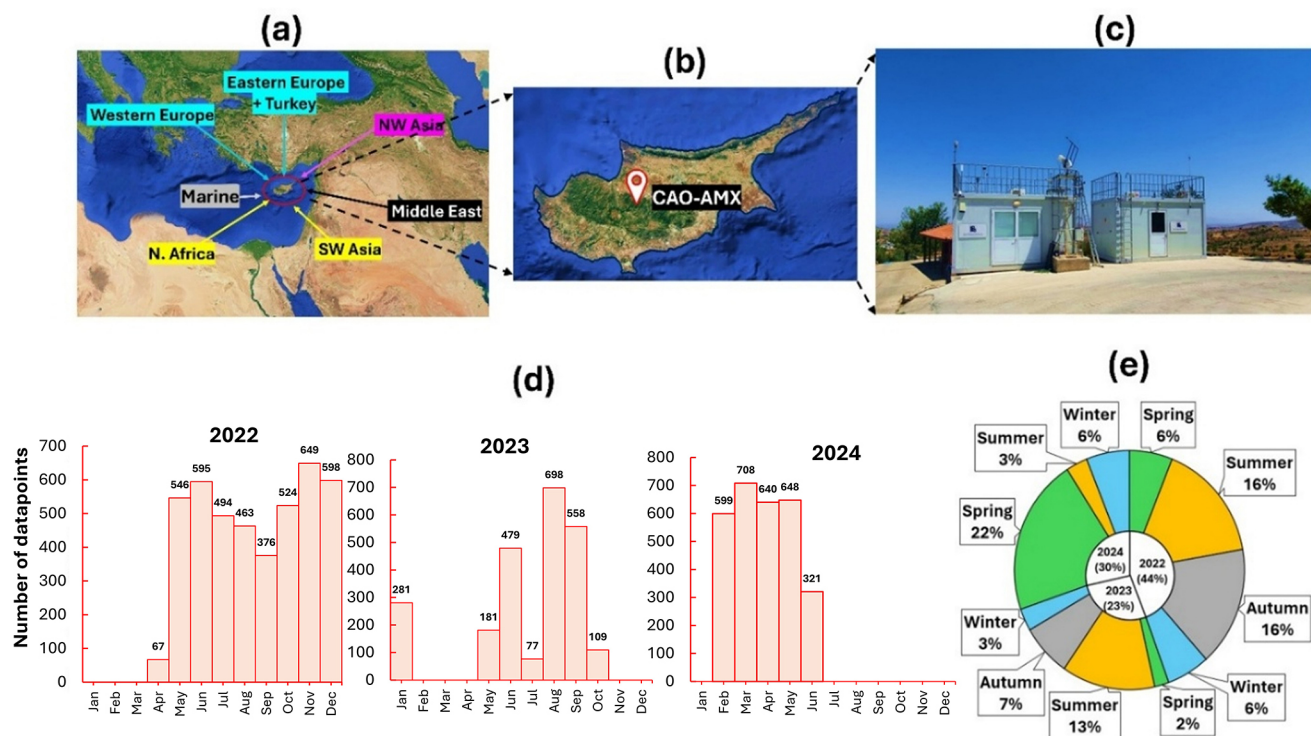 (a)
(b)
(c)
Eastern Europe
+ Turkey
Western Europe
NW Asia
Marine
Middle East
N. Africa
SW Asia
CAO-AMX
(d)
(e)
Number of datapoints
2022
700
600
500
400
300
200
100
0
67
546
595
494
463
376
524
649
598
Jan
Feb
Mar
Apr
May
Jun
Jul
Aug
Sep
Oct
Nov
Dec
2023
800
700
600
500
400
300
200
100
0
281
181
479
77
698
558
109
Jan
Feb
Mar
Apr
May
Jun
Jul
Aug
Sep
Oct
Nov
Dec
2024
800
700
600
500
400
300
200
100
0
599
708
640
648
321
Jan
Feb
Mar
Apr
May
Jun
Jul
Aug
Sep
Oct
Nov
Dec
Winter
6%
Spring
6%
Summer
3%
Summer
16%
Spring
22%
2024
(30%)
2022
(44%)
2023
(23%)
Winter
3%
Autumn
16%
Autumn
7%
Winter
6%
Summer
13%
Spring
2%